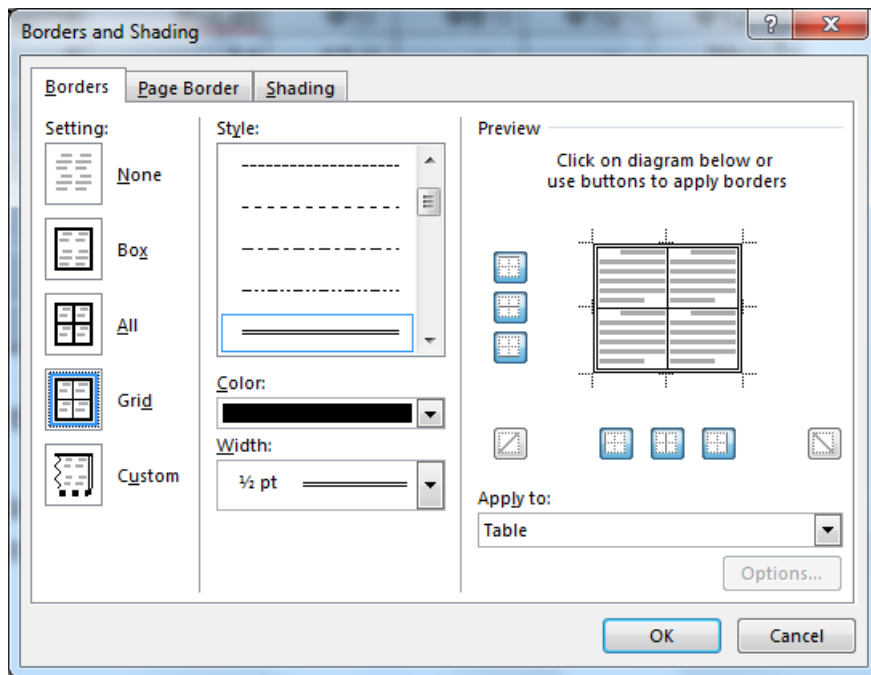 Borders and Shading
Borders
Page Border
Shading
Setting:
None
Box
All
Grid
Custom
Style:
Color:
Width:
½ pt
Preview
Click on diagram below or
use buttons to apply borders
Apply to:
Table
Options...
OK
Cancel